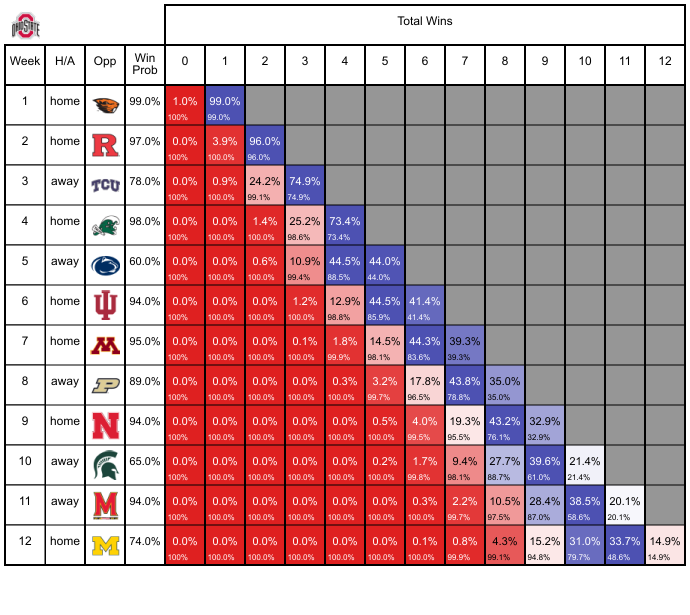 OHIO STATE
Total Wins
Week H/A Opp Win Prob 0 1 2 3 4 5 6 7 8 9 10 11 12
1 home 99.0% 1.0% 99.0%
100% 99.0%
2 home R 97.0% 0.0% 3.9% 96.0%
100% 100.0% 96.0%
3 away TCU 78.0% 0.0% 0.9% 24.2% 74.9%
100% 100.0% 99.1% 74.9%
4 home 98.0% 0.0% 0.0% 1.4% 25.2% 73.4%
100% 100.0% 100.0% 98.6% 73.4%
5 away 60.0% 0.0% 0.0% 0.6% 10.9% 44.5% 44.0%
100% 100.0% 100.0% 99.4% 88.5% 44.0%
6 home 94.0% 0.0% 0.0% 0.0% 1.2% 12.9% 44.5% 41.4%
100% 100.0% 100.0% 100.0% 98.8% 85.9% 41.4%
7 home M 95.0% 0.0% 0.0% 0.0% 0.1% 1.8% 14.5% 44.3% 39.3%
100% 100.0% 100.0% 100.0% 99.9% 98.1% 83.6% 39.3%
8 away P 89.0% 0.0% 0.0% 0.0% 0.0% 0.3% 3.2% 17.8% 43.8% 35.0%
100% 100.0% 100.0% 100.0% 100.0% 99.7% 96.5% 78.8% 35.0%
9 home N 94.0% 0.0% 0.0% 0.0% 0.0% 0.0% 0.5% 4.0% 19.3% 43.2% 32.9%
100% 100.0% 100.0% 100.0% 100.0% 100.0% 99.5% 95.5% 76.1% 32.9%
10 away 65.0% 0.0% 0.0% 0.0% 0.0% 0.0% 0.2% 1.7% 9.4% 27.7% 39.6% 21.4%
100% 100.0% 100.0% 100.0% 100.0% 100.0% 99.8% 98.1% 88.7% 61.0% 21.4%
11 away M 94.0% 0.0% 0.0% 0.0% 0.0% 0.0% 0.0% 0.3% 2.2% 10.5% 28.4% 38.5% 20.1%
100% 100.0% 100.0% 100.0% 100.0% 100.0% 100.0% 99.7% 97.5% 87.0% 58.6% 20.1%
12 home M 74.0% 0.0% 0.0% 0.0% 0.0% 0.0% 0.0% 0.1% 0.8% 4.3% 15.2% 31.0% 33.7% 14.9%
100% 100.0% 100.0% 100.0% 100.0% 100.0% 100.0% 99.9% 99.1% 94.8% 79.7% 48.6% 14.9%